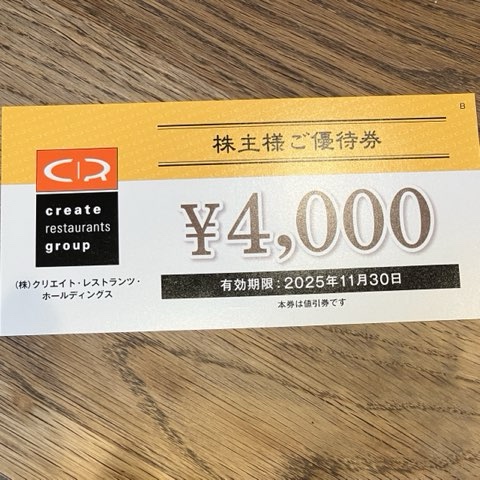 B
株主様ご優待券
CR
create
restaurants
group
¥4,000
(株)クリエイト・レストランツ・
ホールディングス
有効期限：2025年11月30日
本券は値引券です